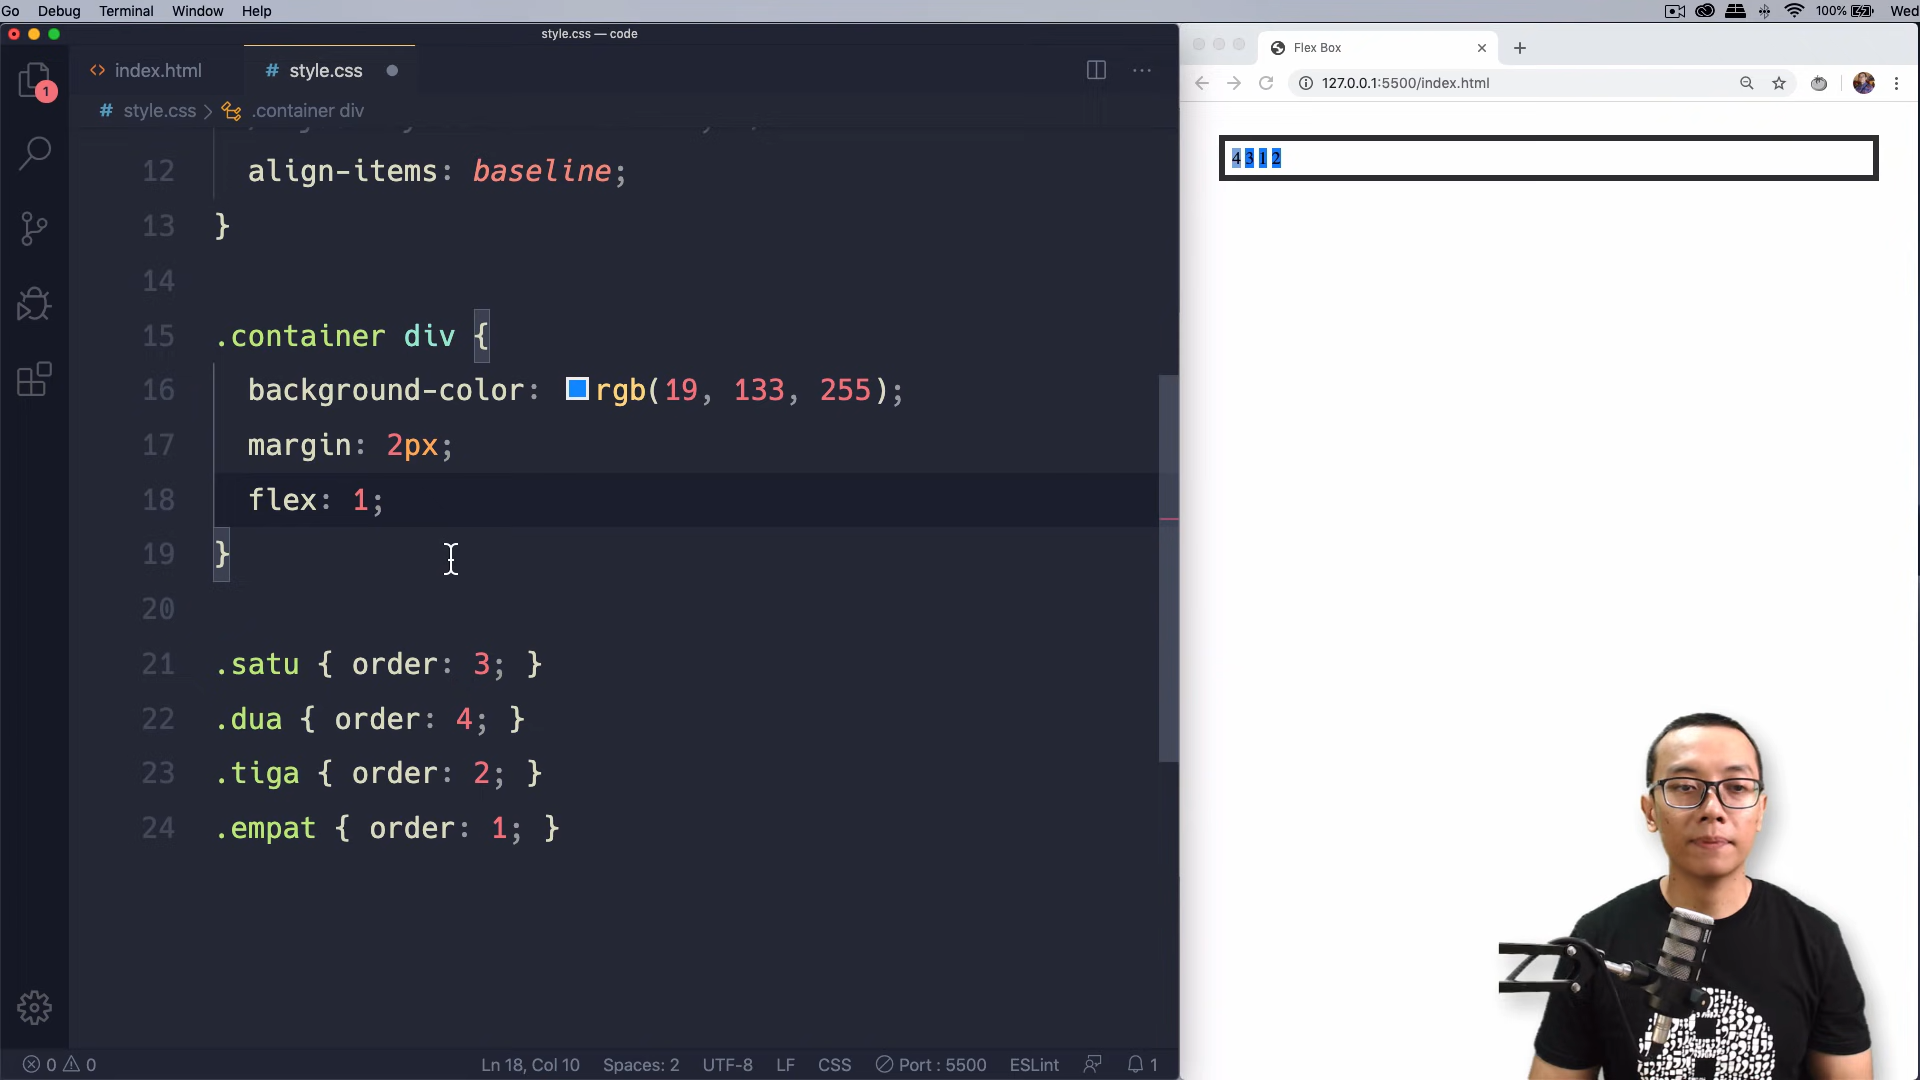 Go Debug Terminal Window Help
100% Wed
style.css — code
index.html
# style.css
# style.css > .container div
12 align-items: baseline;
13 }
14
15 .container div {
16 background-color: rgb(19, 133, 255);
17 margin: 2px;
18 flex: 1;
19 }
20
21 .satu { order: 3; }
22 .dua { order: 4; }
23 .tiga { order: 2; }
24 .empat { order: 1; }
1
0 0 Ln 18, Col 10 Spaces: 2 UTF-8 LF CSS Port : 5500 ESLint 1
Flex Box
127.0.0.1:5500/index.html
4 3 1 2